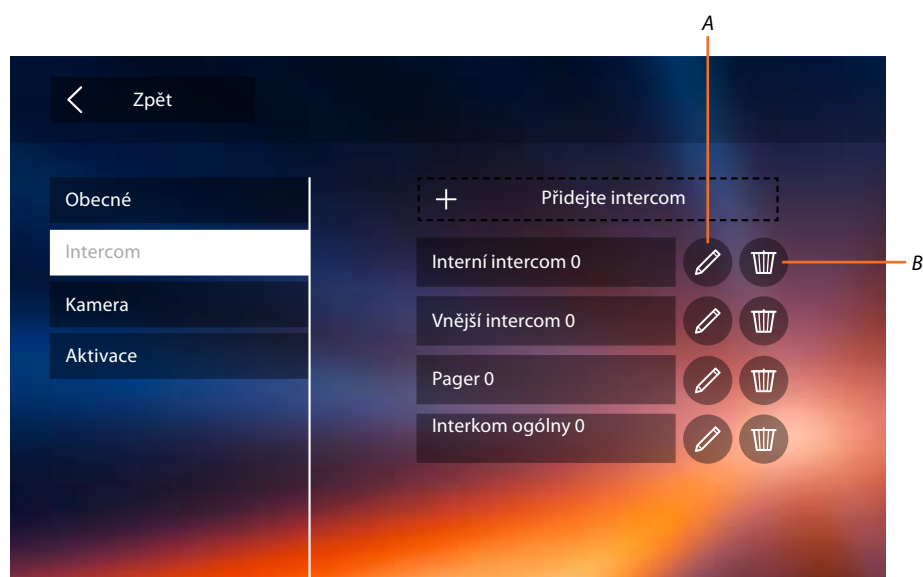 A
Zpět
Obecné
Přidejte intercom
Intercom
Interní intercom 0
B
Kamera
Vnější intercom 0
Aktivace
Pager 0
Interkom ogólny 0